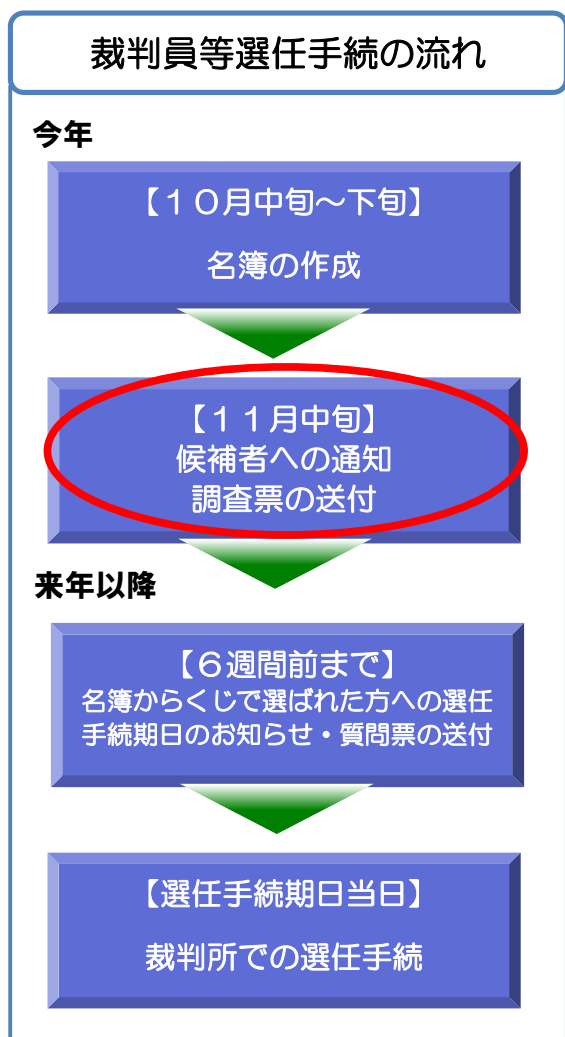 裁判員等選任手続の流れ
今年
【１０月中旬～下旬】
名簿の作成
【１１月中旬】
候補者への通知
調査票の送付
来年以降
【６週間前まで】
名簿からくじで選ばれた方への選任
手続期日のお知らせ・質問票の送付
【選任手続期日当日】
裁判所での選任手続